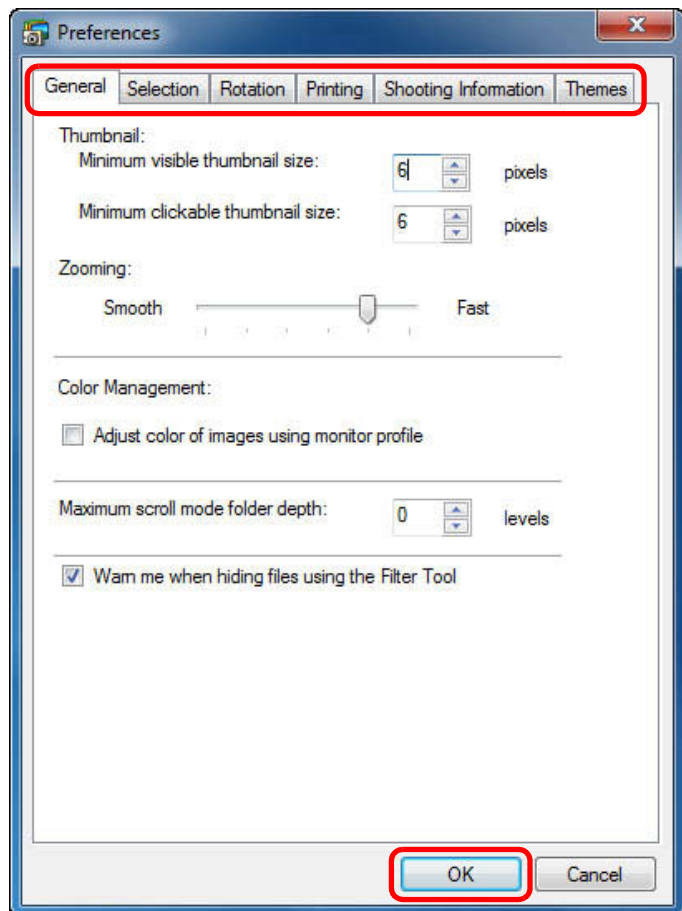 Preferences
General Selection Rotation Printing Shooting Information Themes
Thumbnail:
Minimum visible thumbnail size: 6 pixels
Minimum clickable thumbnail size: 6 pixels
Zooming:
Smooth Fast
Color Management:
Adjust color of images using monitor profile
Maximum scroll mode folder depth: 0 levels
Warn me when hiding files using the Filter Tool
OK Cancel